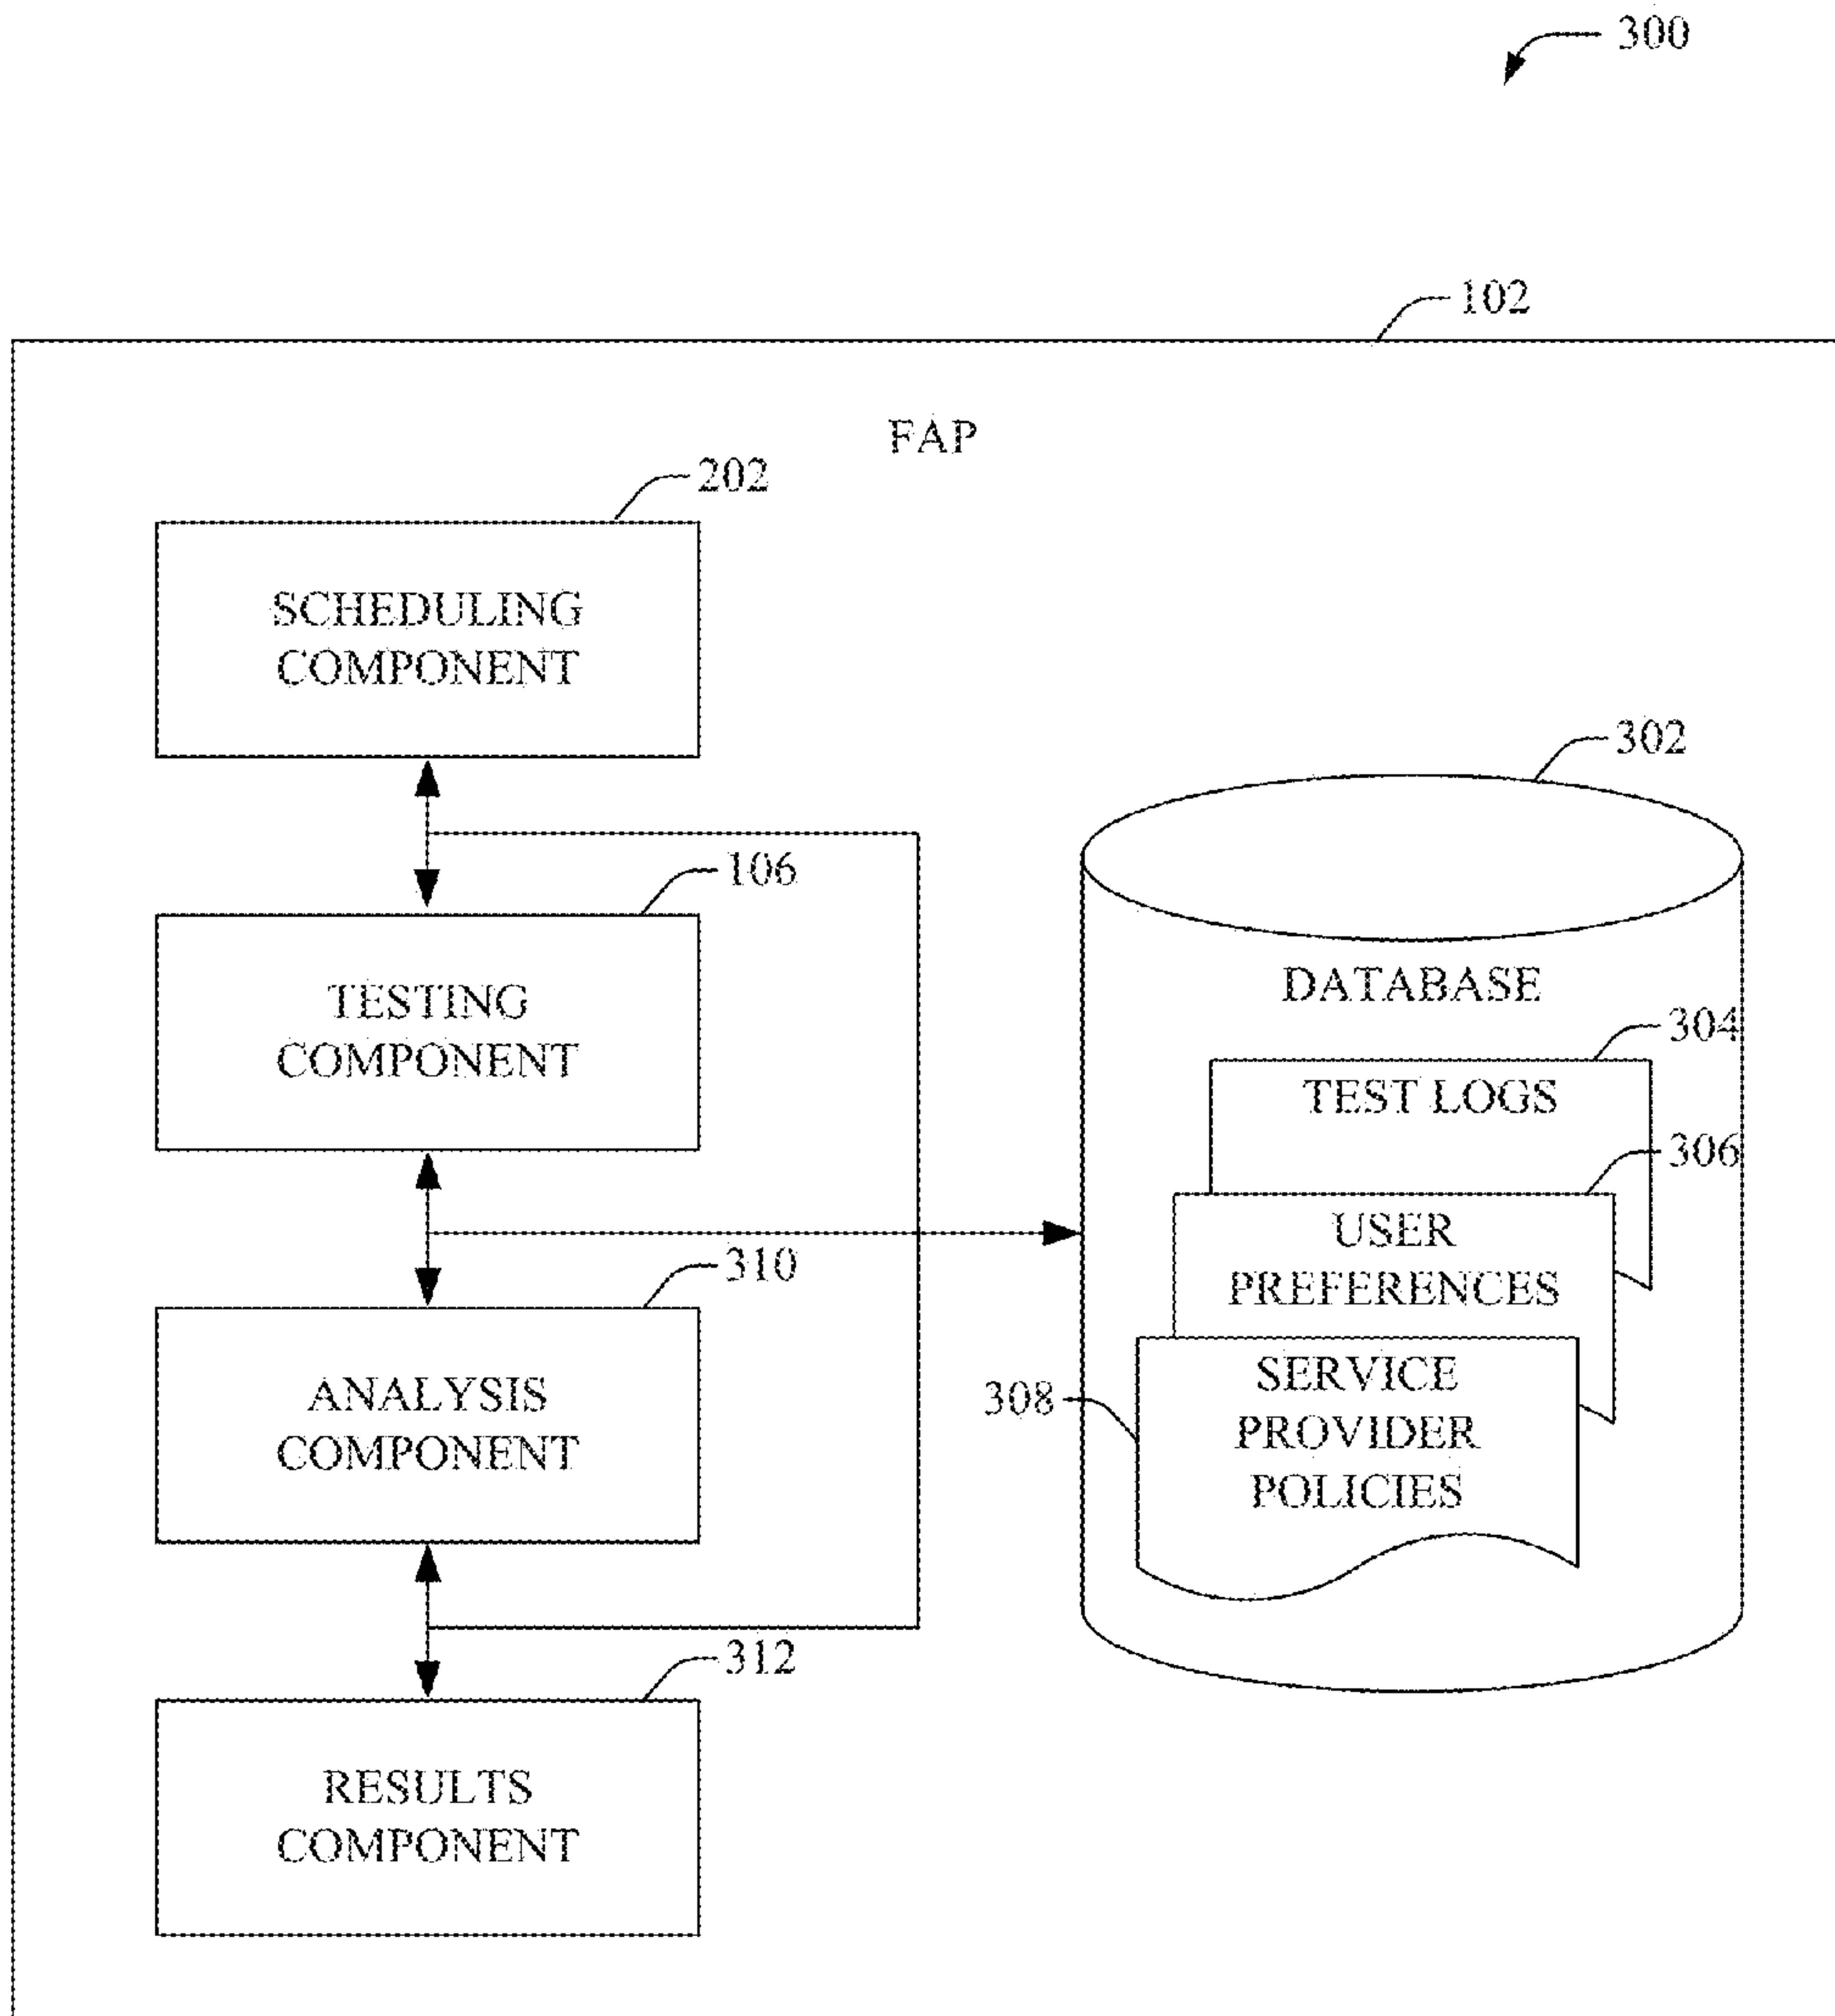 300
102
FAP
202
SCHEDULING
COMPONENT
302
106
TESTING
COMPONENT
DATABASE
304
TEST LOGS
306
USER
PREFERENCES
310
308
SERVICE
PROVIDER
POLICIES
ANALYSIS
COMPONENT
312
RESULTS
COMPONENT